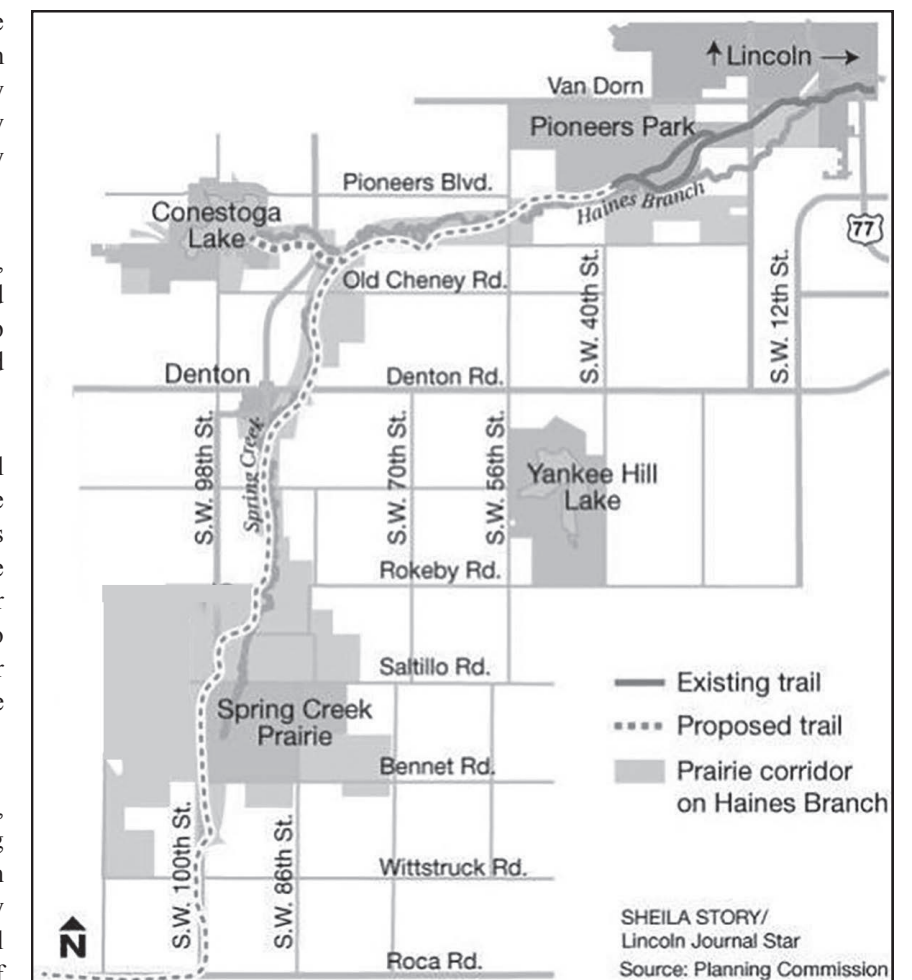 Lincoln
Van Dorn
Pioneers Park
Pioneers Blvd.
Haines Branch
Conestoga
Lake
77
Old Cheney Rd.
S.W. 40th St.
S.W. 12th St.
Denton
Denton Rd.
S.W. 98th St.
Spring Creek
S.W. 70th St.
S.W. 56th St.
Yankee Hill
Lake
Rokeby Rd.
Saltillo Rd.
Existing trail
Spring Creek
Prairie
Proposed trail
Bennet Rd.
Prairie corridor
on Haines Branch
S.W. 100th St.
S.W. 86th St.
Wittstruck Rd.
N
SHEILA STORY/
Lincoln Journal Star
Source: Planning Commission
Roca Rd.